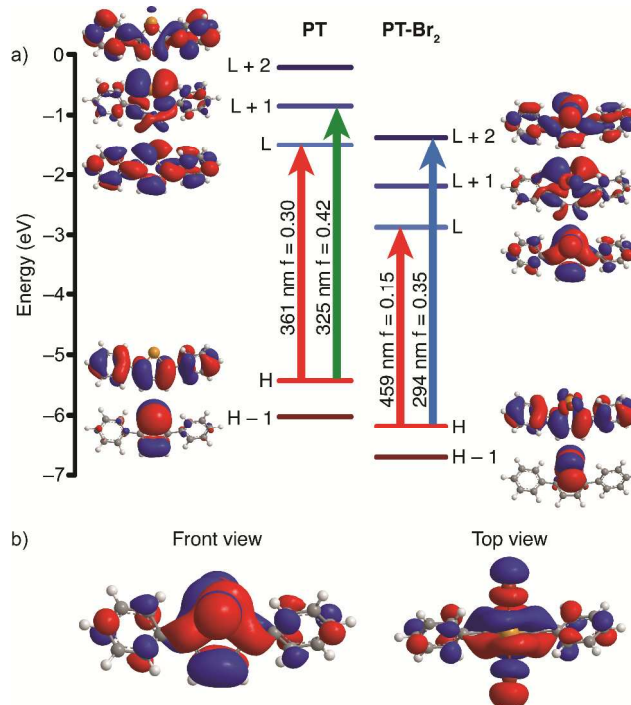 PT
PT-Br₂
a)
Energy (eV)
0
−1
−2
−3
−4
−5
−6
−7
L + 2
L + 1
L
H
H − 1
361 nm f = 0.30
325 nm f = 0.42
L + 2
L + 1
L
H
H − 1
459 nm f = 0.15
294 nm f = 0.35
b)
Front view
Top view